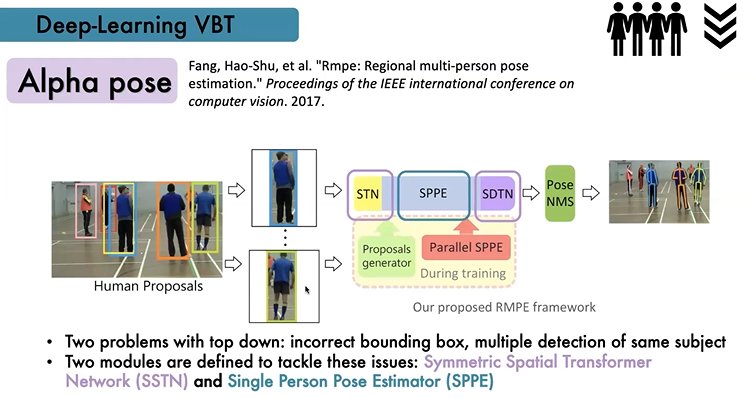 Deep-Learning VBT
Alpha pose
Fang, Hao-Shu, et al. "Rmpe: Regional multi-person pose
estimation." Proceedings of the IEEE international conference on
computer vision. 2017.
Human Proposals
STN
SPPE
SDTN
Pose
NMS
Proposals
generator
Parallel SPPE
During training
Our proposed RMPE framework
• Two problems with top down: incorrect bounding box, multiple detection of same subject
• Two modules are defined to tackle these issues: Symmetric Spatial Transformer
Network (SSTN) and Single Person Pose Estimator (SPPE)